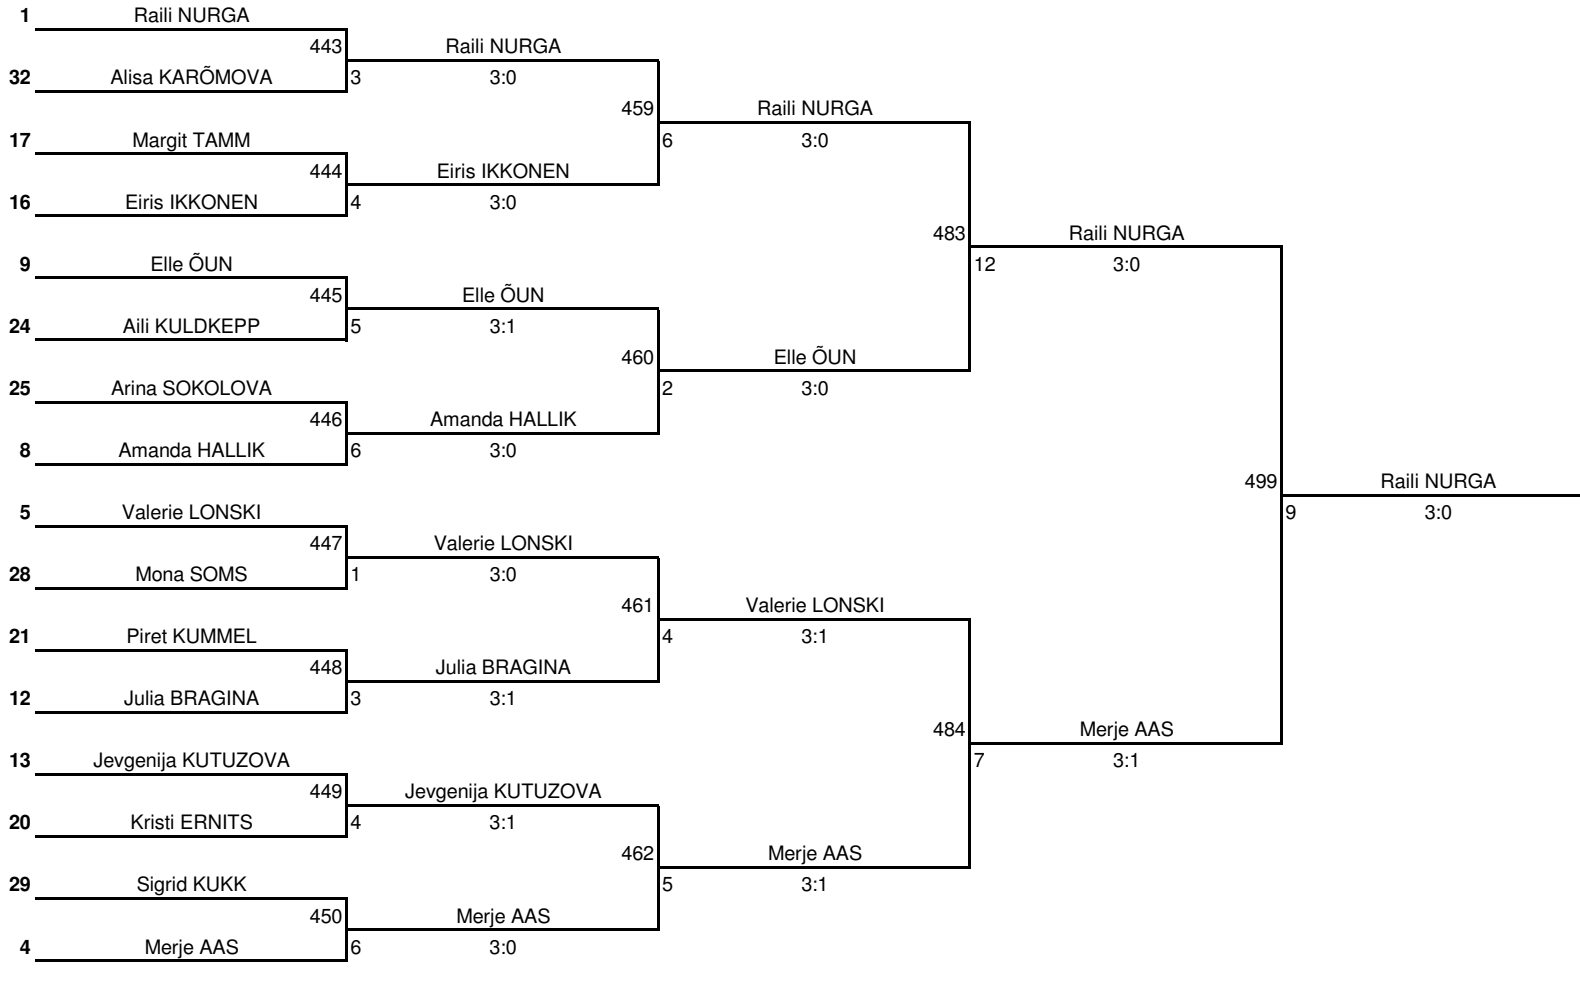 1 Raili NURGA
443 Raili NURGA
32 Alisa KARÕMOVA 3 3:0
459 Raili NURGA
17 Margit TAMM 6 3:0
444 Eiris IKKONEN
16 Eiris IKKONEN 4 3:0
483 Raili NURGA
9 Elle ÕUN 12 3:0
445 Elle ÕUN
24 Aili KULDKEPP 5 3:1
460 Elle ÕUN
25 Arina SOKOLOVA 2 3:0
446 Amanda HALLIK
8 Amanda HALLIK 6 3:0
499 Raili NURGA
5 Valerie LONSKI 9 3:0
447 Valerie LONSKI
28 Mona SOMS 1 3:0
461 Valerie LONSKI
21 Piret KUMMEL 4 3:1
448 Julia BRAGINA
12 Julia BRAGINA 3 3:1
484 Merje AAS
13 Jevgenija KUTUZOVA 7 3:1
449 Jevgenija KUTUZOVA
20 Kristi ERNITS 4 3:1
462 Merje AAS
29 Sigrid KUKK 5 3:1
450 Merje AAS
4 Merje AAS 6 3:0